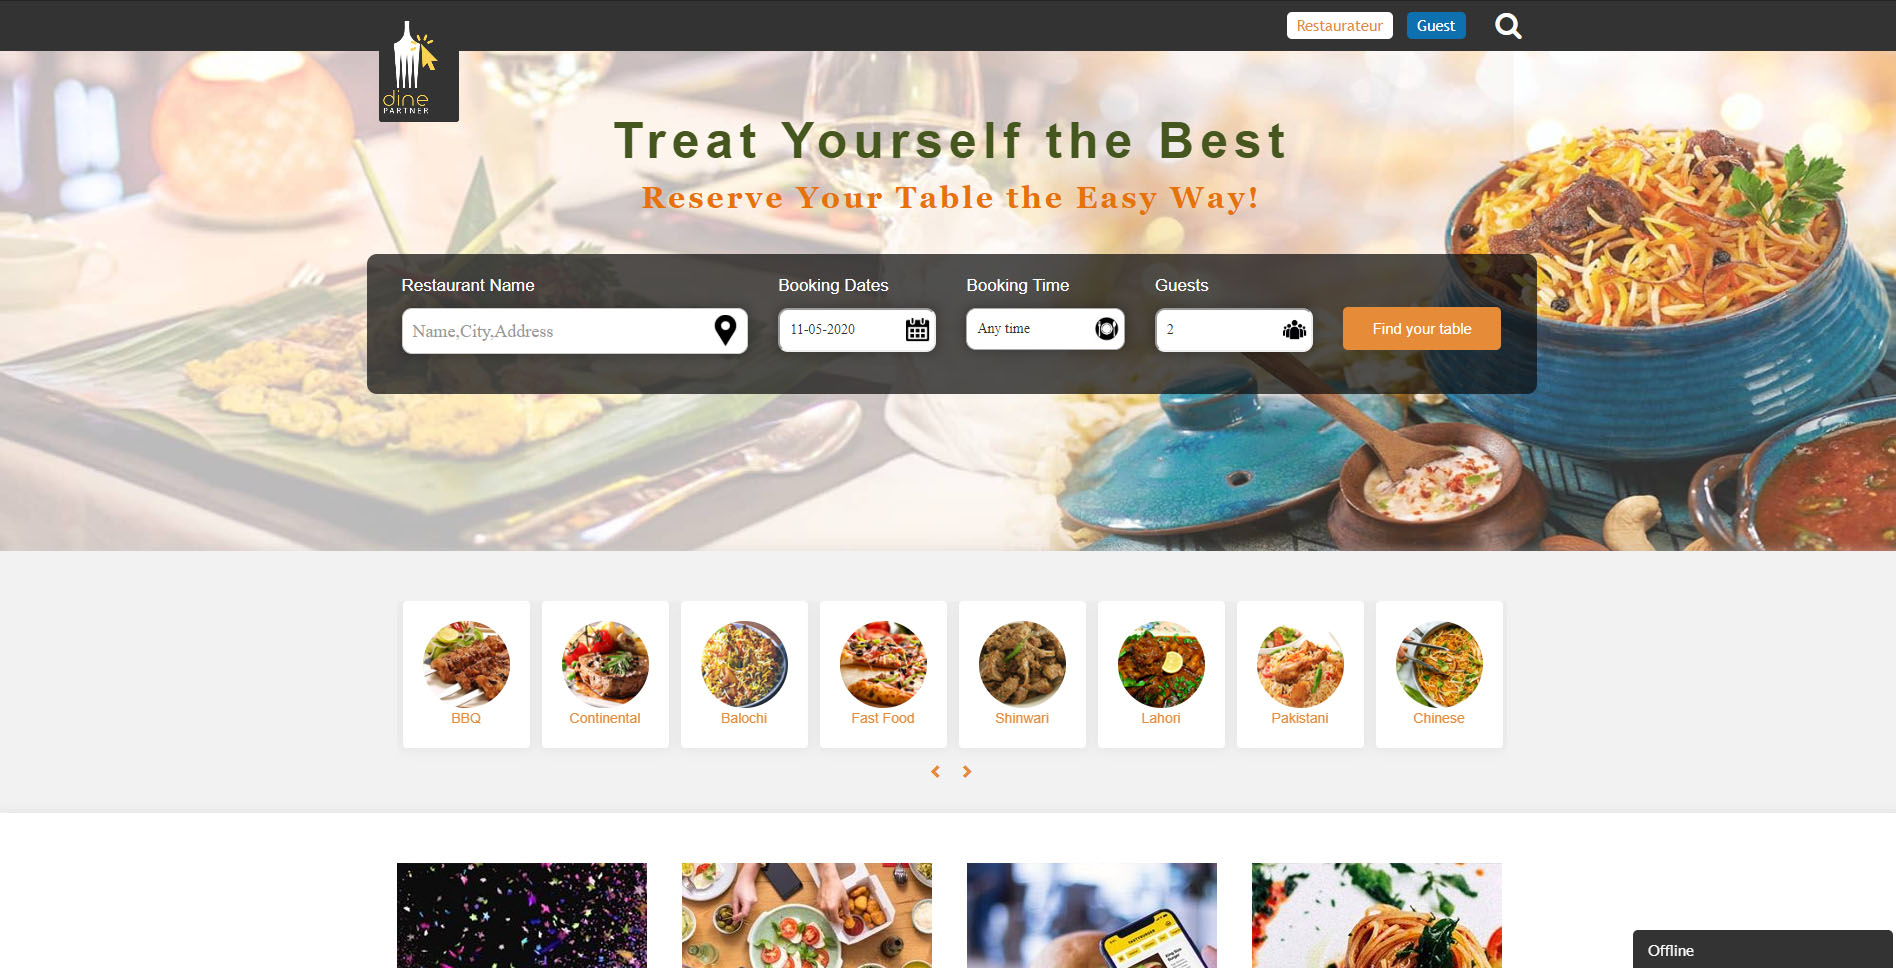 Restaurateur
Guest
dine
PARTNER
Treat Yourself the Best
Reserve Your Table the Easy Way!
Restaurant Name
Booking Dates
Booking Time
Guests
Name,City,Address
11-05-2020
Any time
2
Find your table
BBQ
Continental
Balochi
Fast Food
Shinwari
Lahori
Pakistani
Chinese
Offline